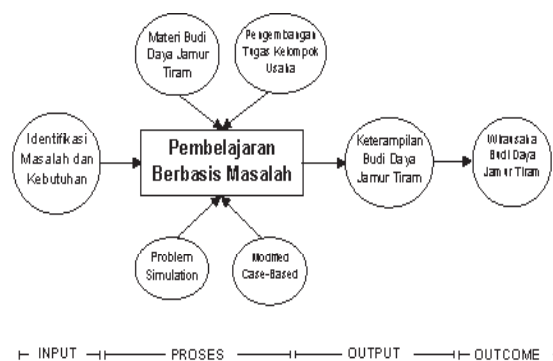 Materi Budi
Daya Jamur
Tiram
Pengembangan
Tugas Kelompok
Usaha
Identifikasi
Masalah dan
Kebutuhan
Pembelajaran
Berbasis Masalah
Keterampilan
Budi Daya
Jamur Tiram
Wirausaha
Budi Daya
Jamur Tiram
Problem
Simulation
Modified
Case-Based
INPUT
PROSES
OUTPUT
OUTCOME